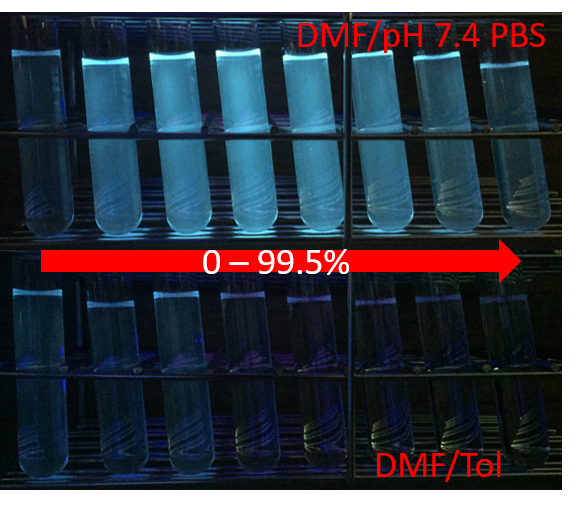 DMF/pH 7.4 PBS
0 – 99.5%
DMF/Tol